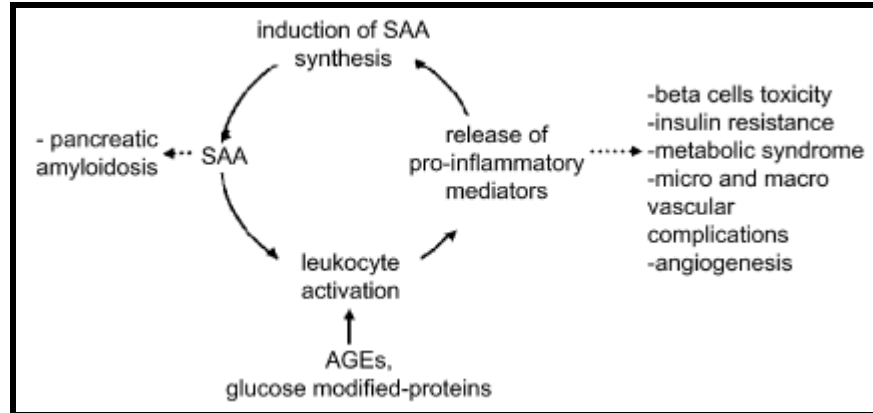 induction of SAA
synthesis
- pancreatic
amyloidosis
SAA
release of
pro-inflammatory
mediators
-beta cells toxicity
-insulin resistance
-metabolic syndrome
-micro and macro
vascular
complications
-angiogenesis
leukocyte
activation
AGEs,
glucose modified-proteins